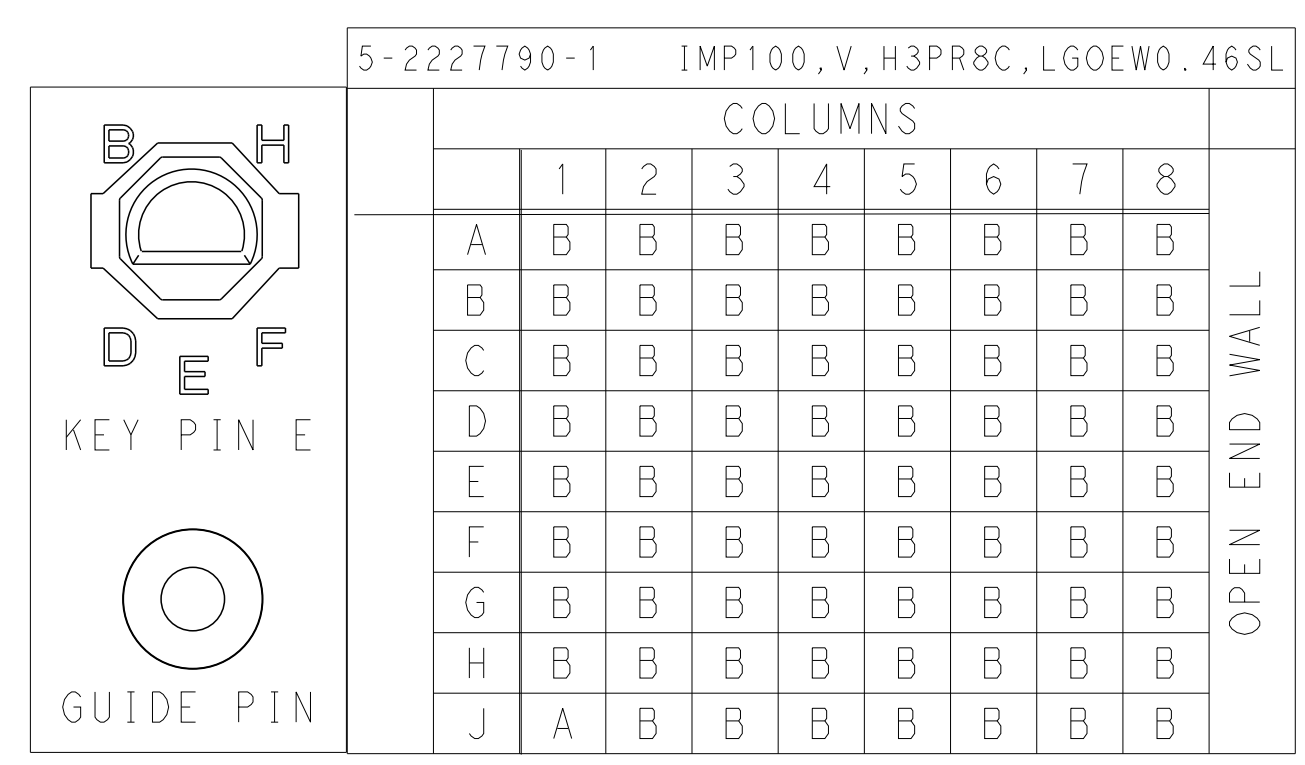 5-2227790-1 IMP100,V,H3PR8C,LGOEW0.46SL
B H
D E F
KEY PIN E
GUIDE PIN
COLUMNS
1 2 3 4 5 6 7 8
A B B B B B B B B
B B B B B B B B B
C B B B B B B B B
D B B B B B B B B
E B B B B B B B B
F B B B B B B B B
G B B B B B B B B
H B B B B B B B B
J A B B B B B B B
OPEN END WALL